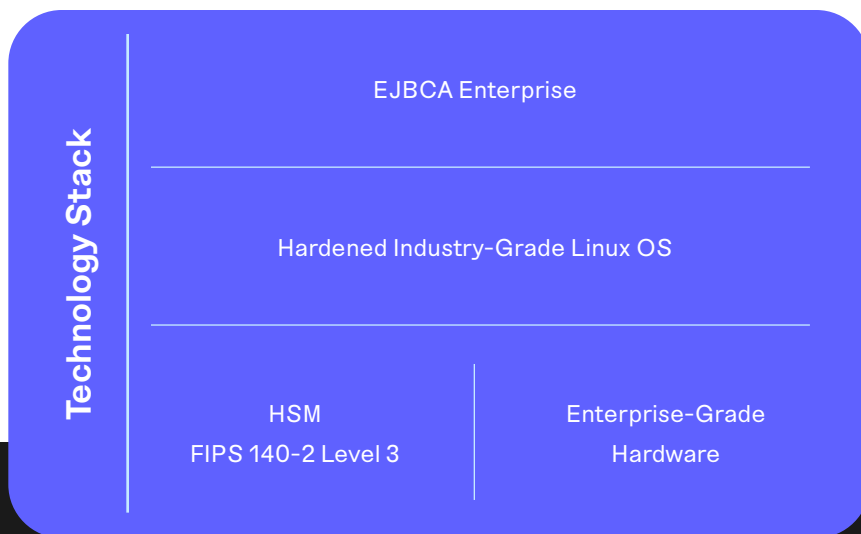 Technology Stack
EJBCA Enterprise
Hardened Industry-Grade Linux OS
HSM
FIPS 140-2 Level 3
Enterprise-Grade
Hardware